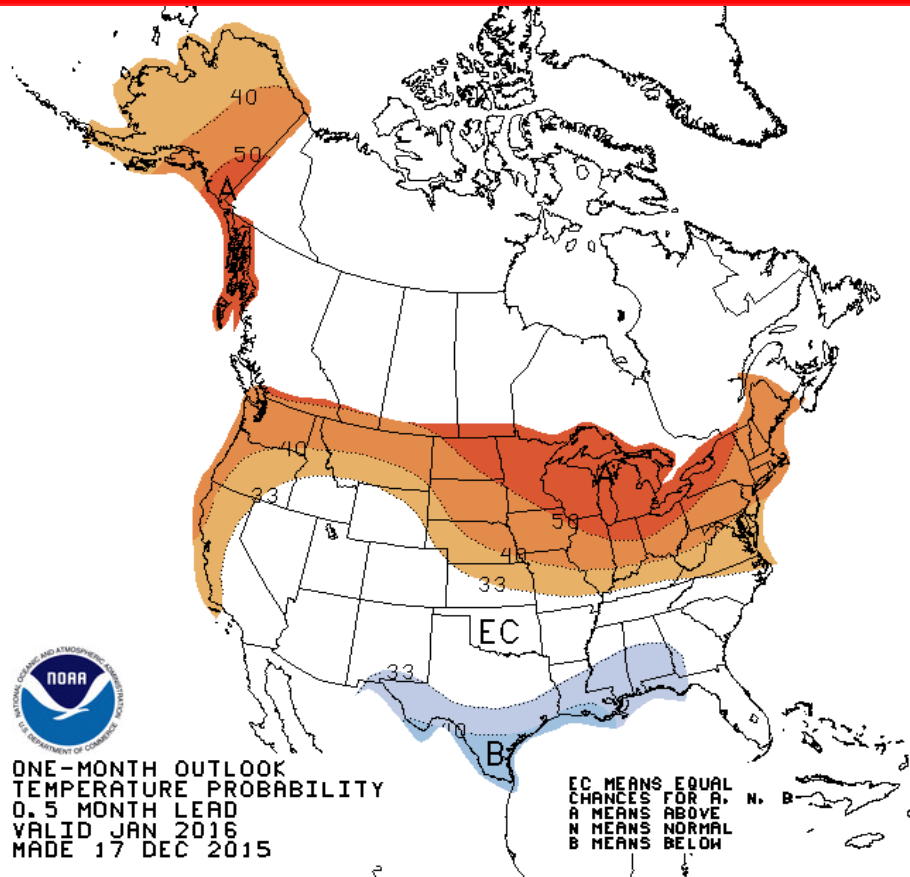 40
50
A
40
33
A
50
40
33
EC
33
40
B
NATIONAL OCEANIC AND ATMOSPHERIC ADMINISTRATION
NOAA
U.S. DEPARTMENT OF COMMERCE
ONE-MONTH OUTLOOK
TEMPERATURE PROBABILITY
0.5 MONTH LEAD
VALID JAN 2016
MADE 17 DEC 2015
EC MEANS EQUAL
CHANCES FOR A, N, B
A MEANS ABOVE
N MEANS NORMAL
B MEANS BELOW